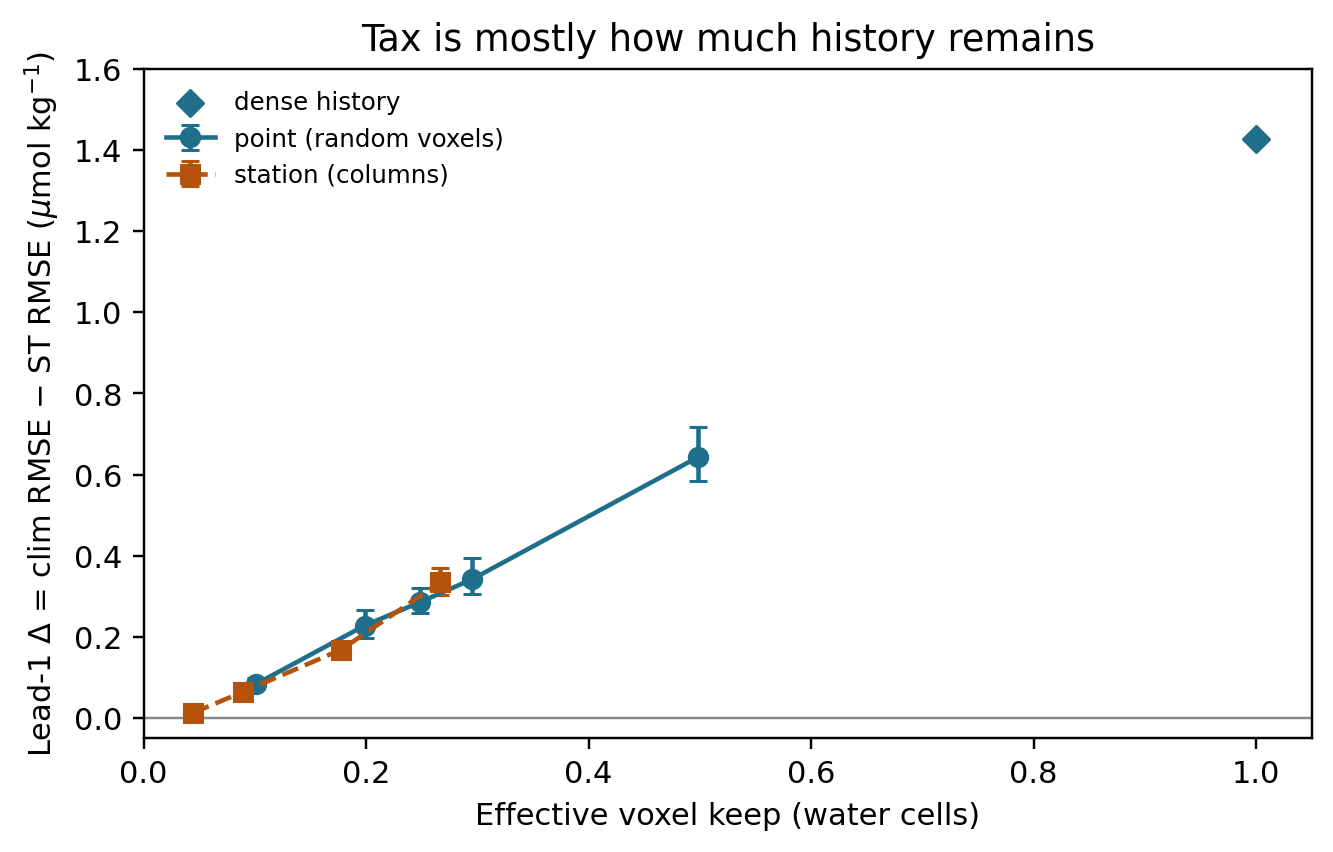 Tax is mostly how much history remains
Lead-1 Δ = clim RMSE − ST RMSE (μmol kg⁻¹)
1.6
1.4
1.2
1.0
0.8
0.6
0.4
0.2
0.0
dense history
point (random voxels)
station (columns)
0.0 0.2 0.4 0.6 0.8 1.0
Effective voxel keep (water cells)